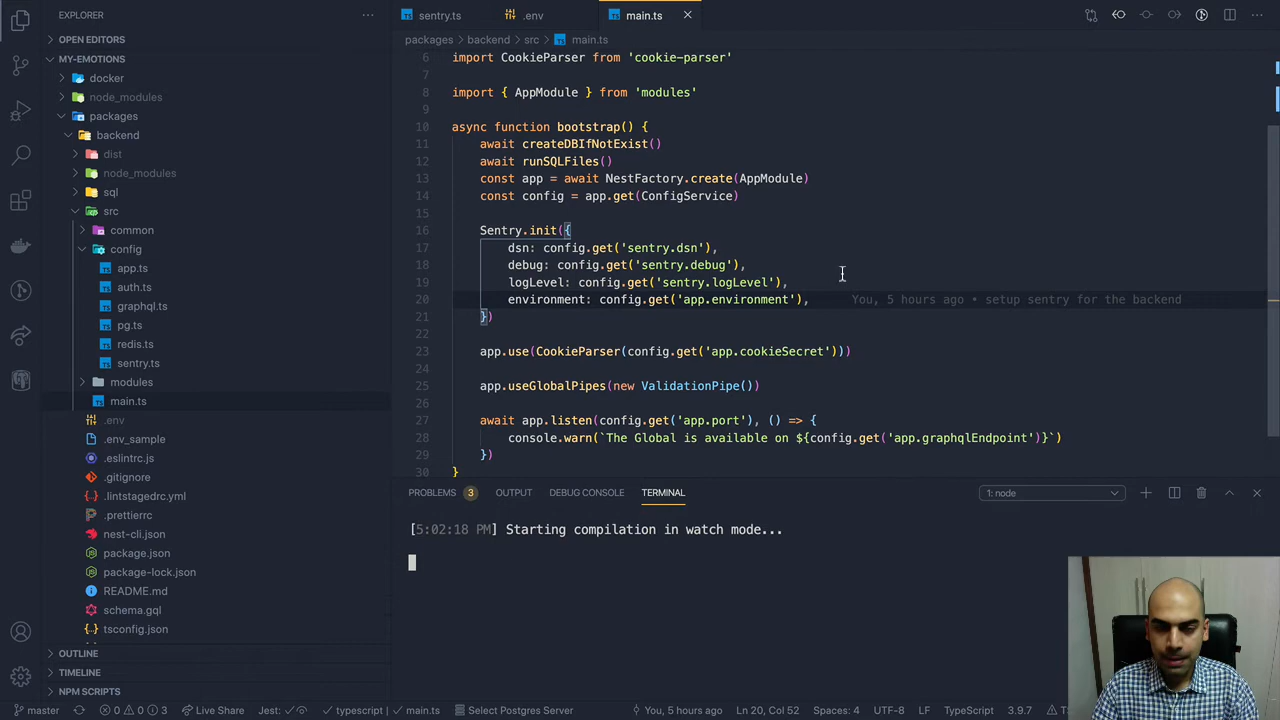 EXPLORER
OPEN EDITORS
MY-EMOTIONS
docker
node_modules
packages
backend
dist
node_modules
sql
src
common
config
app.ts
auth.ts
graphql.ts
pg.ts
redis.ts
sentry.ts
modules
main.ts
.env
.env_sample
.eslintrc.js
.gitignore
.lintstagedrc.yml
.prettierrc
nest-cli.json
package.json
package-lock.json
README.md
schema.gql
tsconfig.json
OUTLINE
TIMELINE
NPM SCRIPTS
sentry.ts .env main.ts
packages > backend > src > main.ts
6 import CookieParser from 'cookie-parser'
7
8 import { AppModule } from 'modules'
9
10 async function bootstrap() {
11 await createDBIfNotExist()
12 await runSQLFiles()
13 const app = await NestFactory.create(AppModule)
14 const config = app.get(ConfigService)
15
16 Sentry.init({
17 dsn: config.get('sentry.dsn'),
18 debug: config.get('sentry.debug'),
19 logLevel: config.get('sentry.logLevel'),
20 environment: config.get('app.environment'), You, 5 hours ago • setup sentry for the backend
21 })
22
23 app.use(CookieParser(config.get('app.cookieSecret')))
24
25 app.useGlobalPipes(new ValidationPipe())
26
27 await app.listen(config.get('app.port'), () => {
28 console.warn(`The Global is available on ${config.get('app.graphqlEndpoint')}`)
29 })
30 }
PROBLEMS 3 OUTPUT DEBUG CONSOLE TERMINAL 1: node
[5:02:18 PM] Starting compilation in watch mode...
master 0 0 3 Live Share Jest: typescript main.ts Select Postgres Server You, 5 hours ago Ln 20, Col 52 Spaces: 4 UTF-8 LF TypeScript 3.9.7